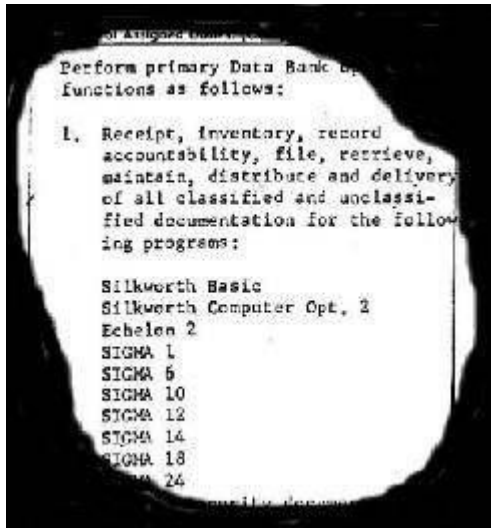 of Assigned
Perform primary Data Bank
functions as follows:
1. Receipt, inventory, record
accountability, file, retrieve,
maintain, distribute and delivery
of all classified and unclassi-
fied documentation for the follow
ing programs:
Silkworth Basic
Silkworth Computer Opt. 2
Echelon 2
SIGMA 1
SIGMA 6
SIGMA 10
SIGMA 12
SIGMA 14
SIGMA 18
24